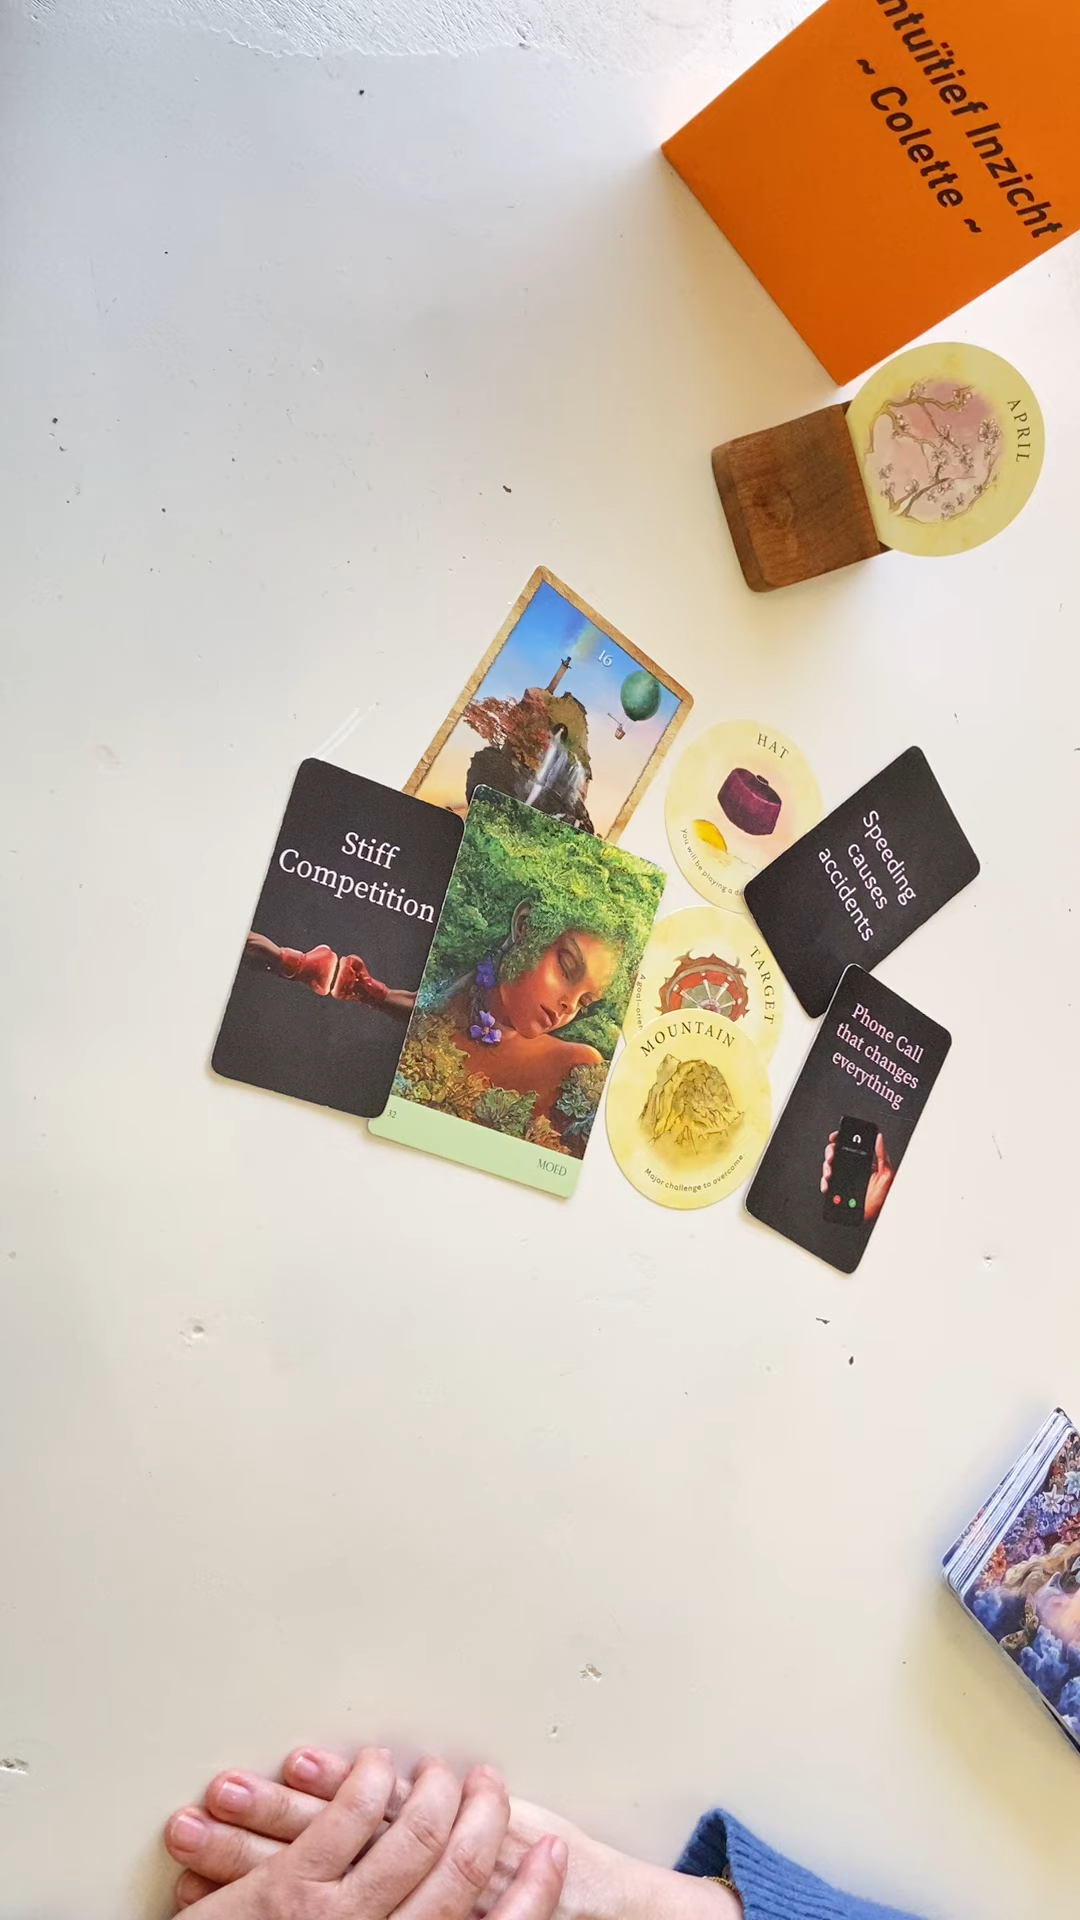 ntuïtief Inzicht
~ Colette ~
APRIL
16
HAT
You will be playing a d
Speeding
causes
accidents
Stiff
Competition
TARGET
A goal-orien
MOUNTAIN
Major challenge to overcome
Phone Call
that changes
everything
32
MOED